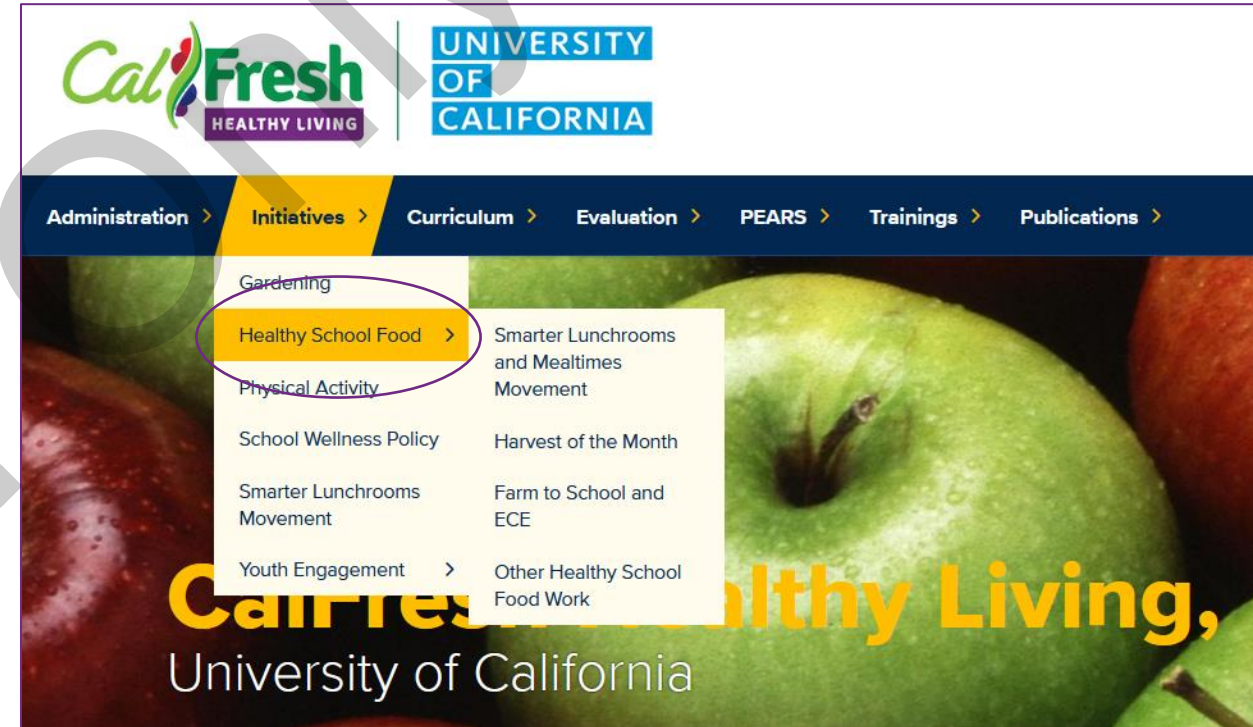 CalFresh
HEALTHY LIVING
UNIVERSITY
OF
CALIFORNIA
Administration >
Initiatives >
Curriculum >
Evaluation >
PEARS >
Trainings >
Publications >
Gardening
Healthy School Food >
Physical Activity
School Wellness Policy
Smarter Lunchrooms
Movement
Youth Engagement >
Smarter Lunchrooms
and Mealtimes
Movement
Harvest of the Month
Farm to School and
ECE
Other Healthy School
Food Work
CalFresh Healthy Living,
University of California